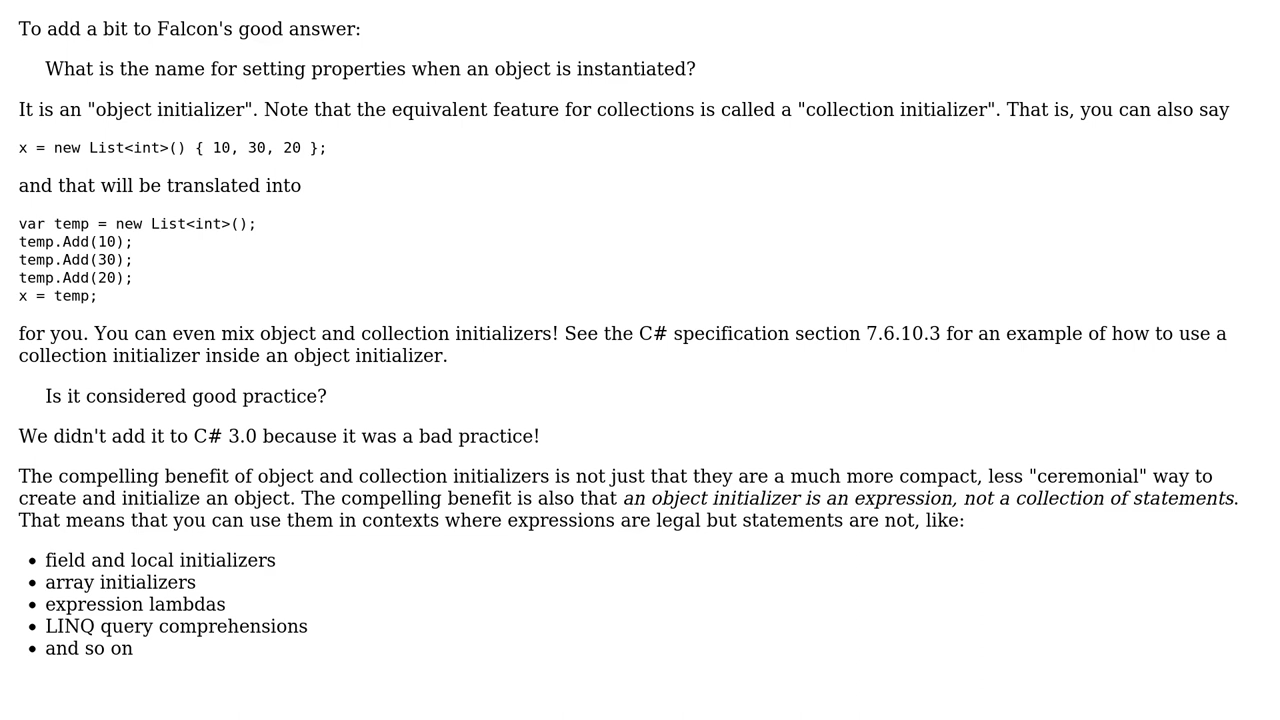 To add a bit to Falcon's good answer:
What is the name for setting properties when an object is instantiated?
It is an "object initializer". Note that the equivalent feature for collections is called a "collection initializer". That is, you can also say
x = new List<int>() { 10, 30, 20 };
and that will be translated into
var temp = new List<int>();
temp.Add(10);
temp.Add(30);
temp.Add(20);
x = temp;
for you. You can even mix object and collection initializers! See the C# specification section 7.6.10.3 for an example of how to use a
collection initializer inside an object initializer.
Is it considered good practice?
We didn't add it to C# 3.0 because it was a bad practice!
The compelling benefit of object and collection initializers is not just that they are a much more compact, less "ceremonial" way to
create and initialize an object. The compelling benefit is also that an object initializer is an expression, not a collection of statements.
That means that you can use them in contexts where expressions are legal but statements are not, like:
• field and local initializers
• array initializers
• expression lambdas
• LINQ query comprehensions
• and so on